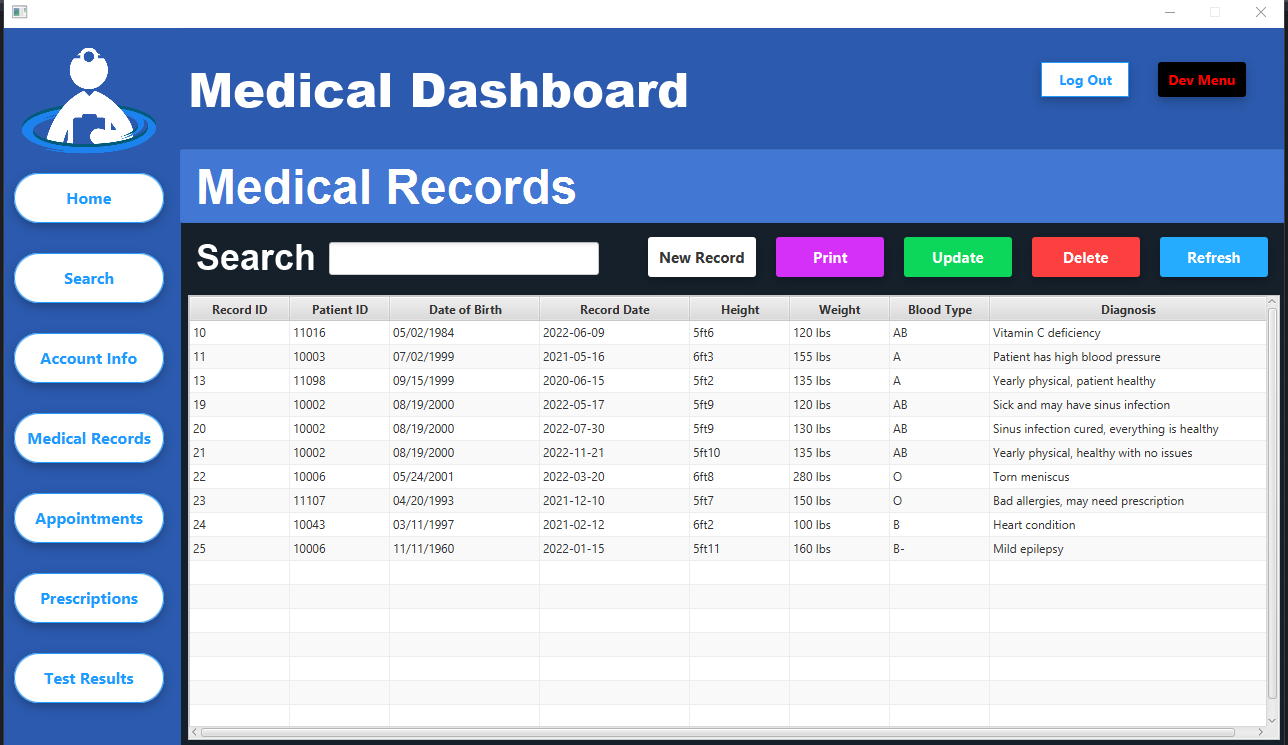 Medical Dashboard
Log Out
Dev Menu
Home
Search
Account Info
Medical Records
Appointments
Prescriptions
Test Results
Medical Records
Search
New Record
Print
Update
Delete
Refresh
Record ID Patient ID Date of Birth Record Date Height Weight Blood Type Diagnosis
10 11016 05/02/1984 2022-06-09 5ft6 120 lbs AB Vitamin C deficiency
11 10003 07/02/1999 2021-05-16 6ft3 155 lbs A Patient has high blood pressure
13 11098 09/15/1999 2020-06-15 5ft2 135 lbs A Yearly physical, patient healthy
19 10002 08/19/2000 2022-05-17 5ft9 120 lbs AB Sick and may have sinus infection
20 10002 08/19/2000 2022-07-30 5ft9 130 lbs AB Sinus infection cured, everything is healthy
21 10002 08/19/2000 2022-11-21 5ft10 135 lbs AB Yearly physical, healthy with no issues
22 10006 05/24/2001 2022-03-20 6ft8 280 lbs O Torn meniscus
23 11107 04/20/1993 2021-12-10 5ft7 150 lbs O Bad allergies, may need prescription
24 10043 03/11/1997 2021-02-12 6ft2 100 lbs B Heart condition
25 10006 11/11/1960 2022-01-15 5ft11 160 lbs B- Mild epilepsy